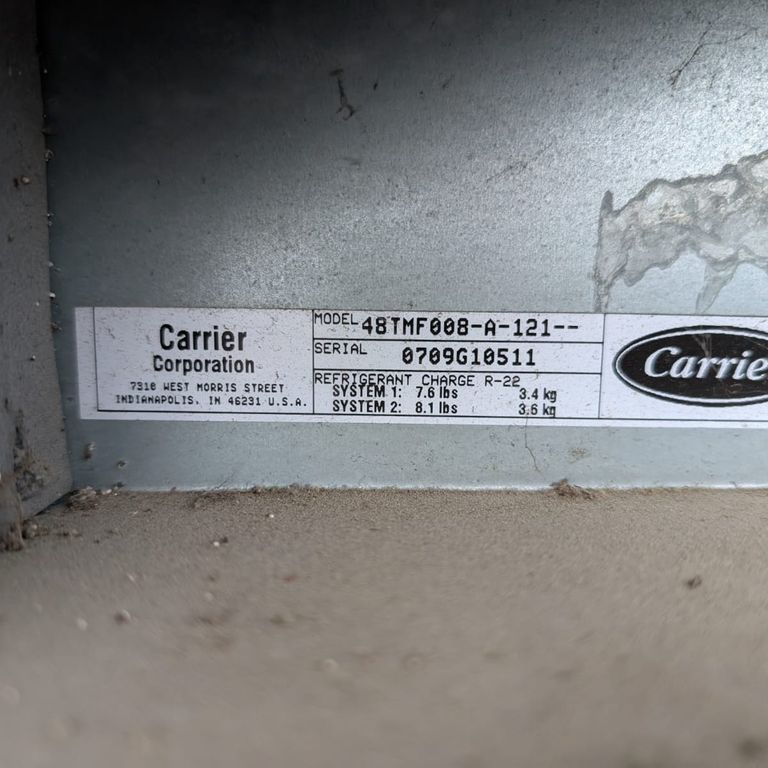 Carrier
Corporation
7310 WEST MORRIS STREET
INDIANAPOLIS, IN 46231 U.S.A.
MODEL 48TMF008-A-121--
SERIAL 0709G10511
REFRIGERANT CHARGE R-22
SYSTEM 1: 7.6 lbs 3.4 kg
SYSTEM 2: 8.1 lbs 3.6 kg
Carrie